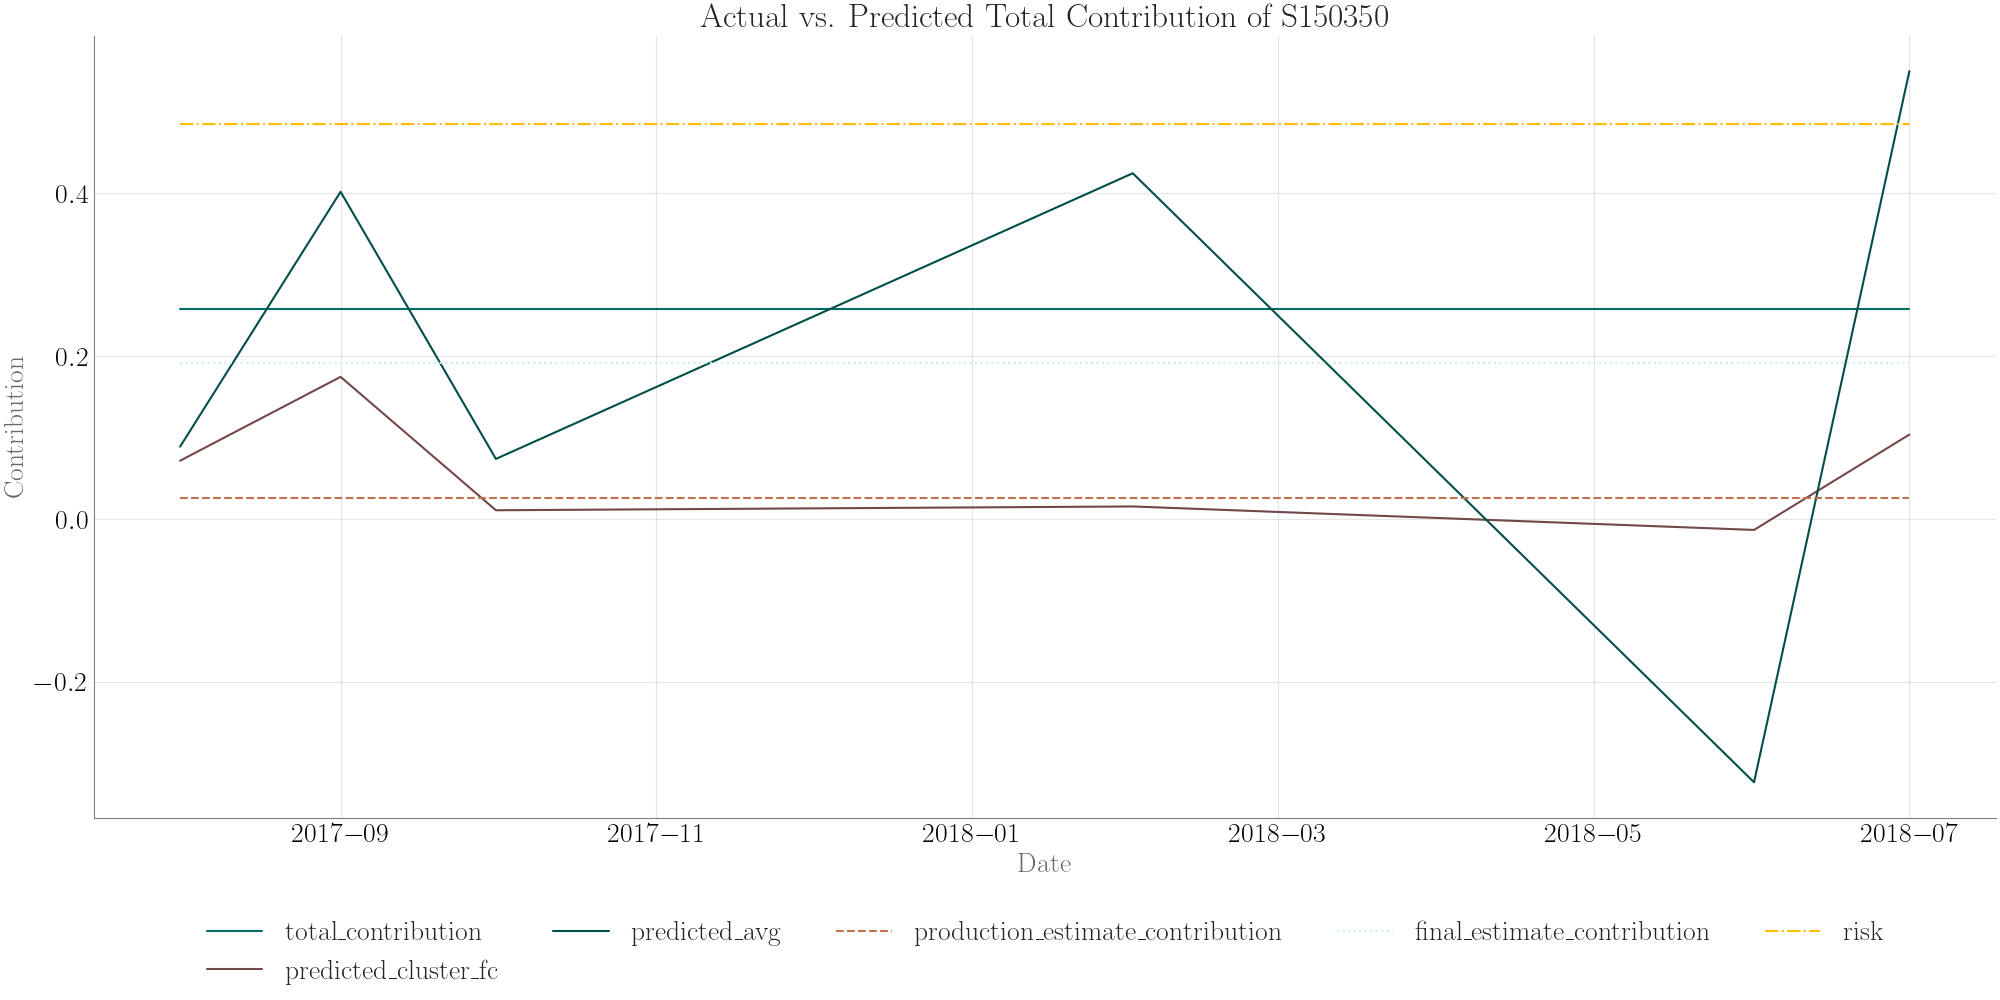 Actual vs. Predicted Total Contribution of S150350
Contribution
0.4
0.2
0.0
−0.2
2017−09 2017−11 2018−01 2018−03 2018−05 2018−07
Date
total_contribution predicted_avg production_estimate_contribution final_estimate_contribution risk
predicted_cluster_fc